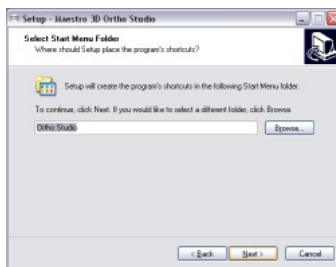 Setup - Maestro 3D Ortho Studio
Select Start Menu Folder
Where should Setup place the program's shortcuts?
Setup will create the program's shortcuts in the following Start Menu folder.
To continue, click Next. If you would like to select a different folder, click Browse.
Ortho Studio
Browse...
< Back
Next >
Cancel